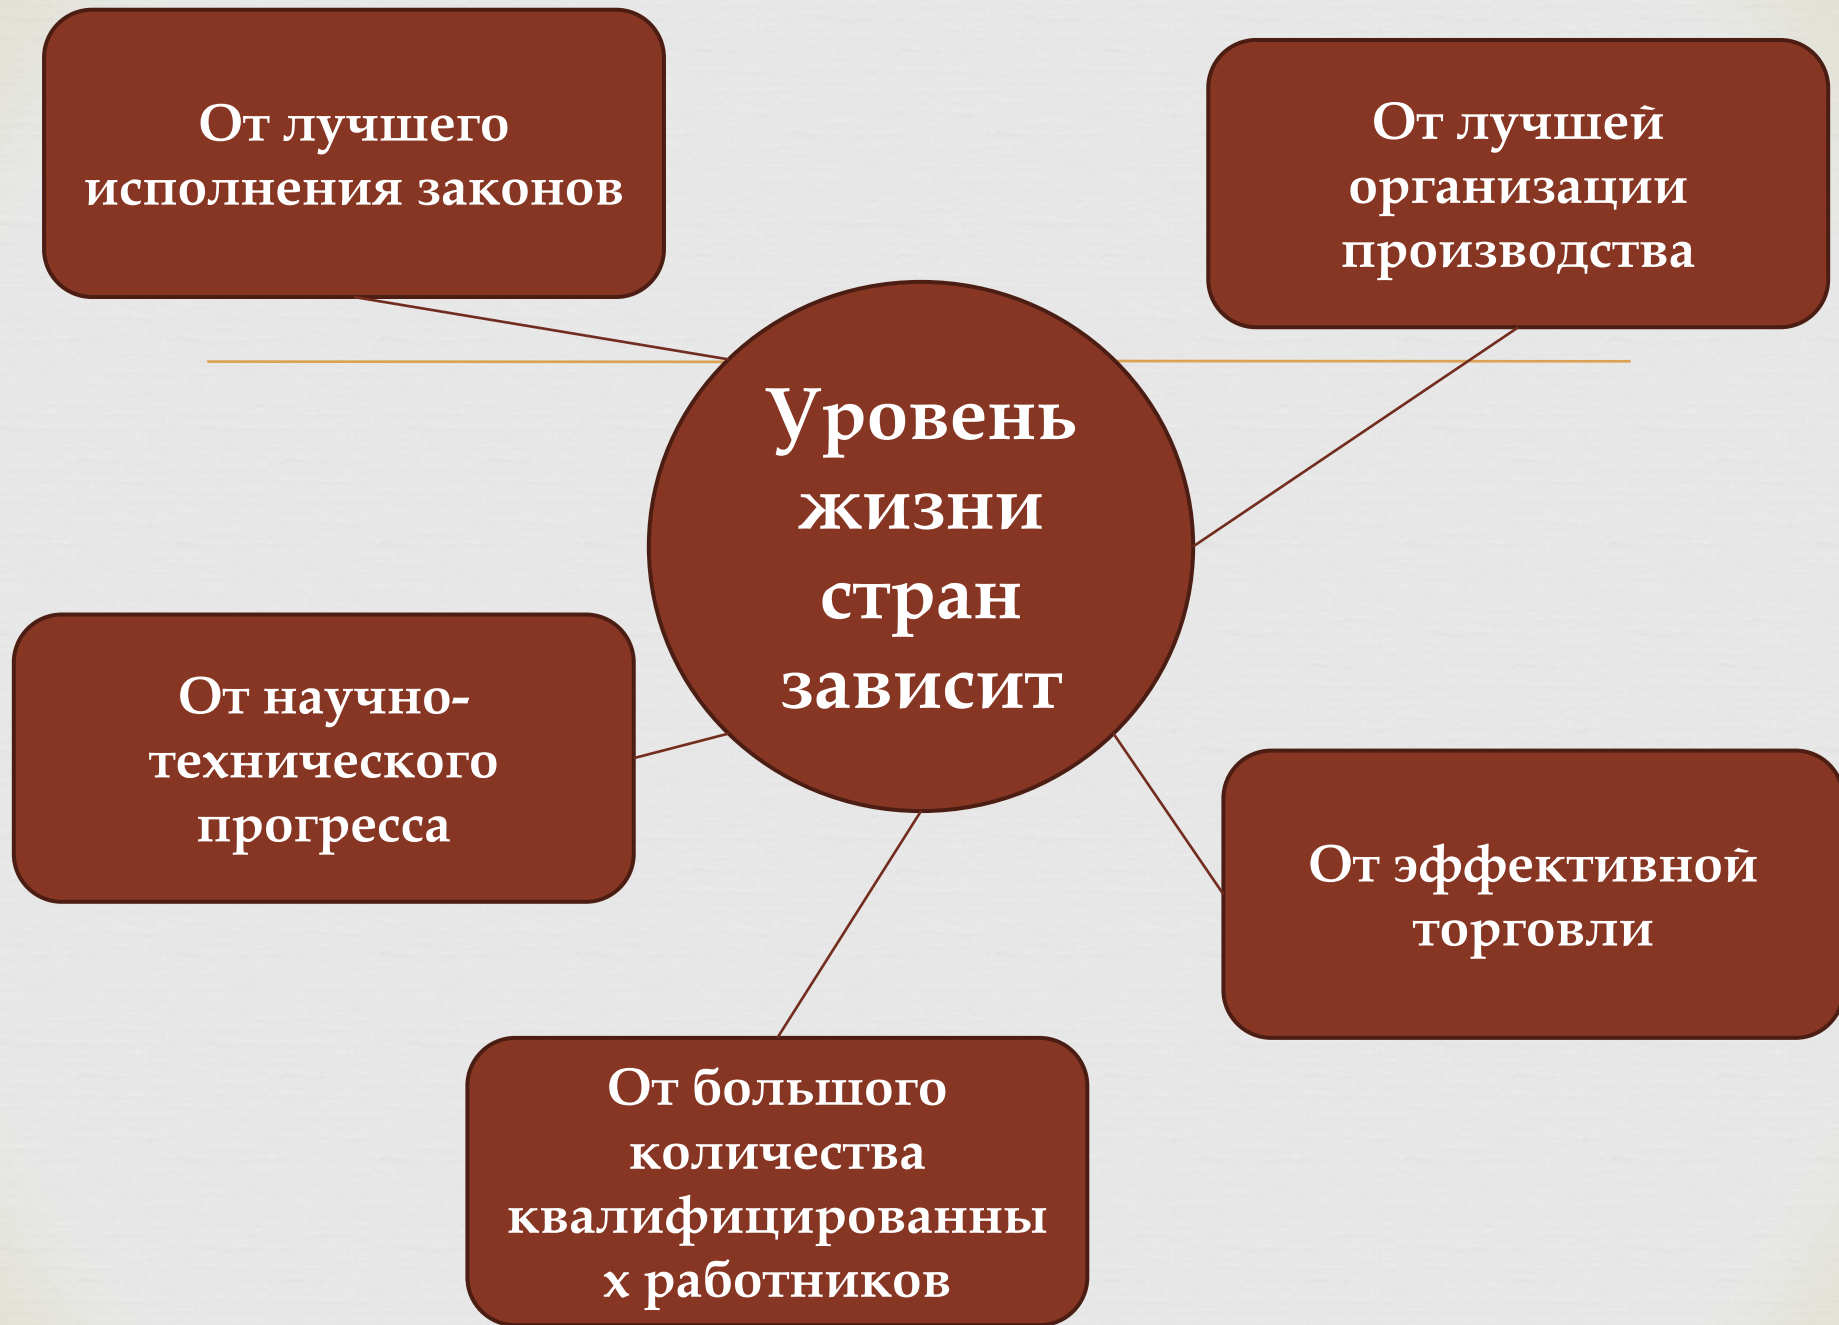 От лучшего
исполнения законов
От лучшей
организации
производства
Уровень
жизни
стран
зависит
От научно-
технического
прогресса
От эффективной
торговли
От большого
количества
квалифицированны
х работников